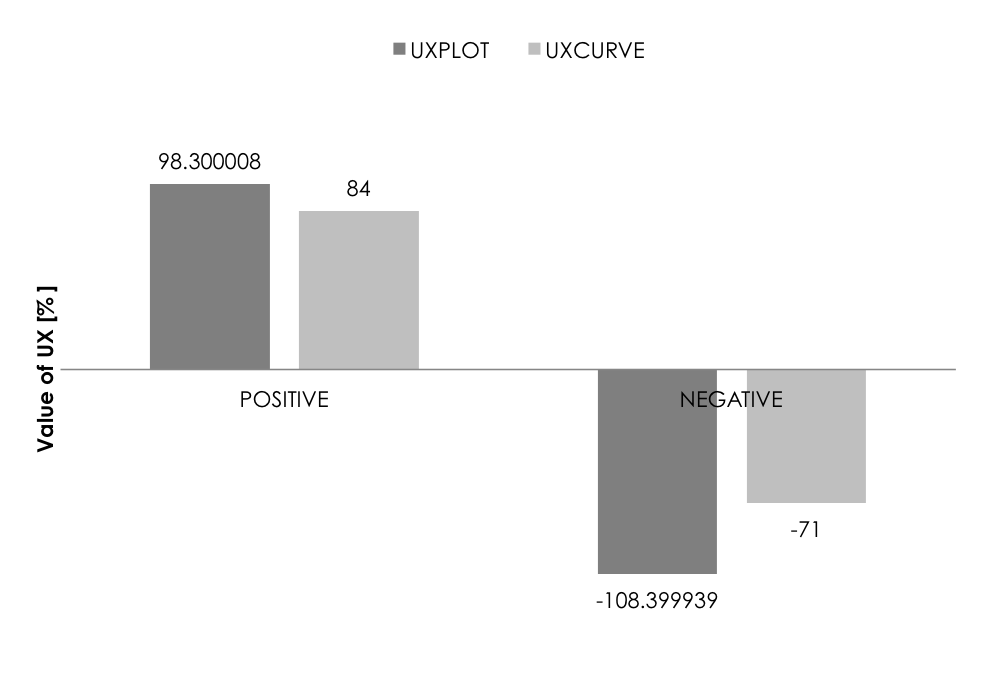 UXPLOT UXCURVE
98.300008
84
Value of UX [%]
POSITIVE
NEGATIVE
-71
-108.399939